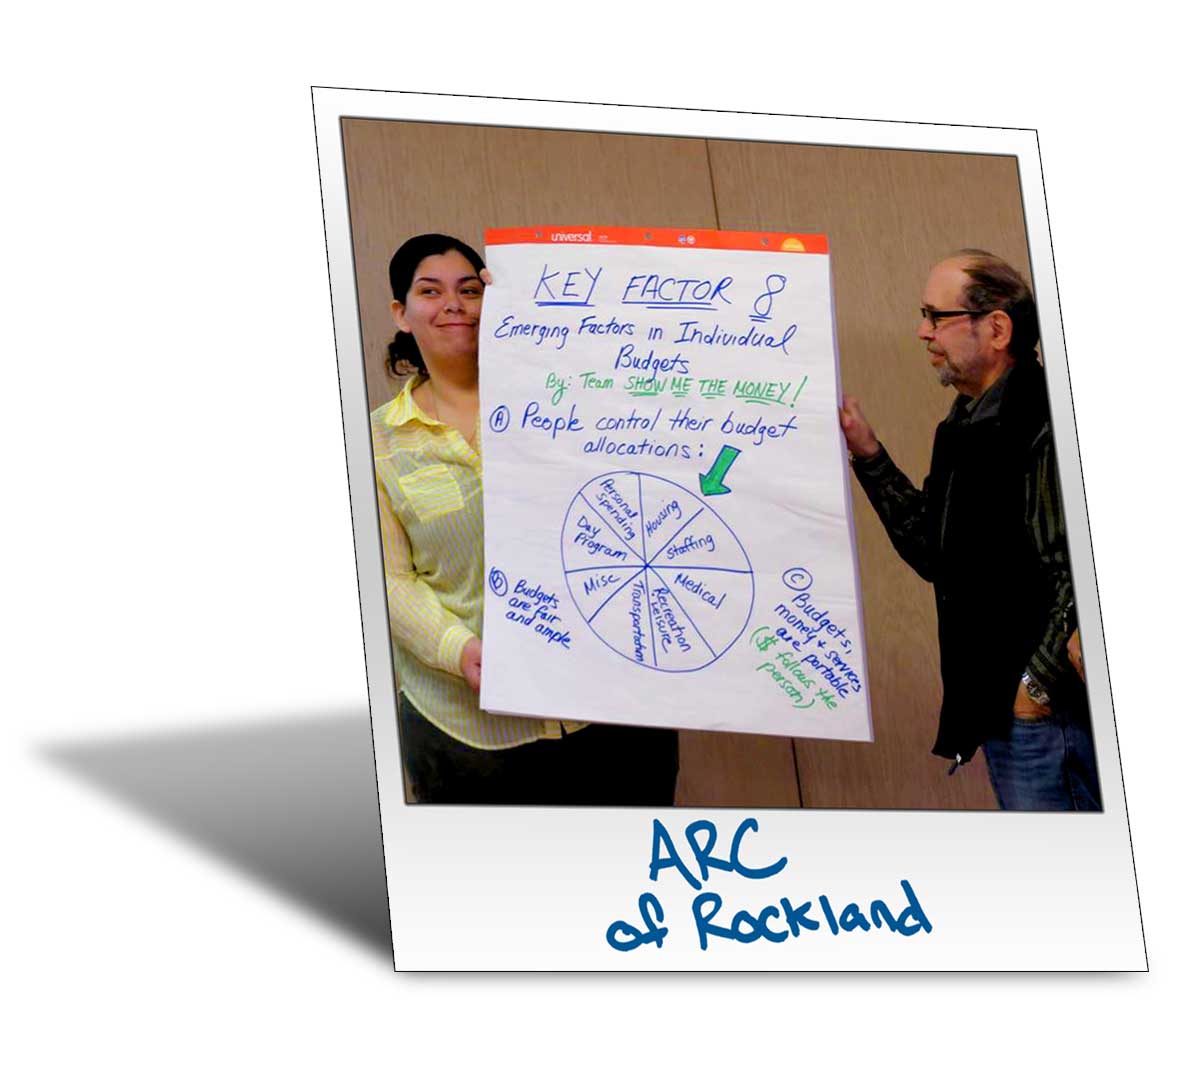 universal
KEY FACTOR 8
Emerging Factors in Individual
Budgets
By: Team SHOW ME THE MONEY!
A People control their budget
allocations:
Personal
Spending
Housing
Staffing
Medical
Recreation
Leisure
Transportation
Misc
Day
Program
B Budgets
are fair
and ample
C Budgets,
money + services
are portable
($ follows the
person)
ARC
of Rockland